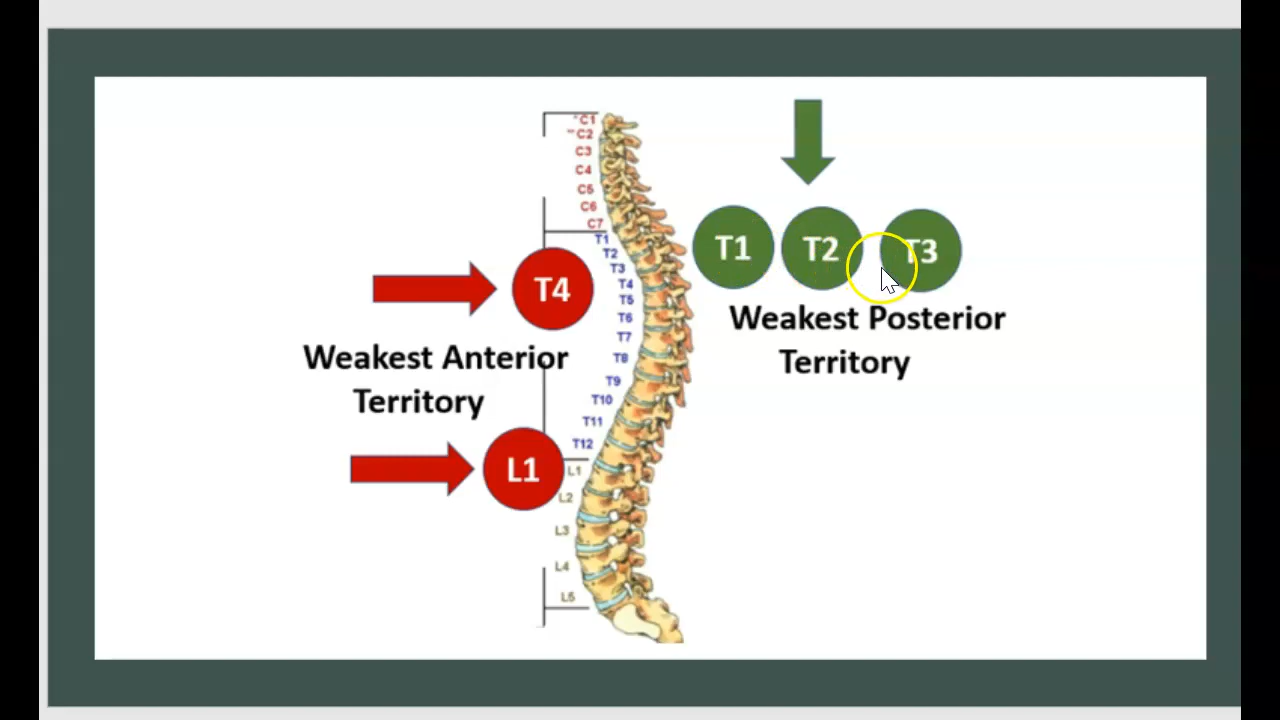 *C1
**C2
C3
C4
C5
C6
C7
T1
T2
T3
T4
T5
T6
T7
T8
T9
T10
T11
T12
L1
L2
L3
L4
L5
T4
Weakest Anterior
Territory
L1
T1 T2 T3
Weakest Posterior
Territory